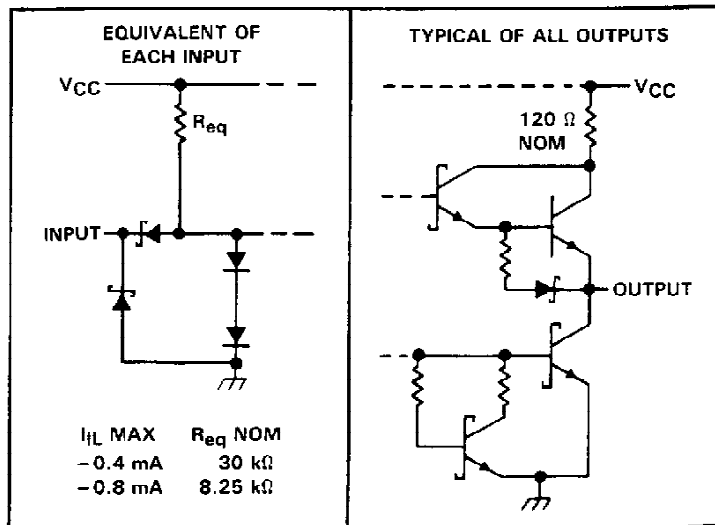 EQUIVALENT OF
EACH INPUT
VCC
Req
INPUT
IIL MAX Req NOM
−0.4 mA 30 kΩ
−0.8 mA 8.25 kΩ
TYPICAL OF ALL OUTPUTS
VCC
120 Ω
NOM
OUTPUT